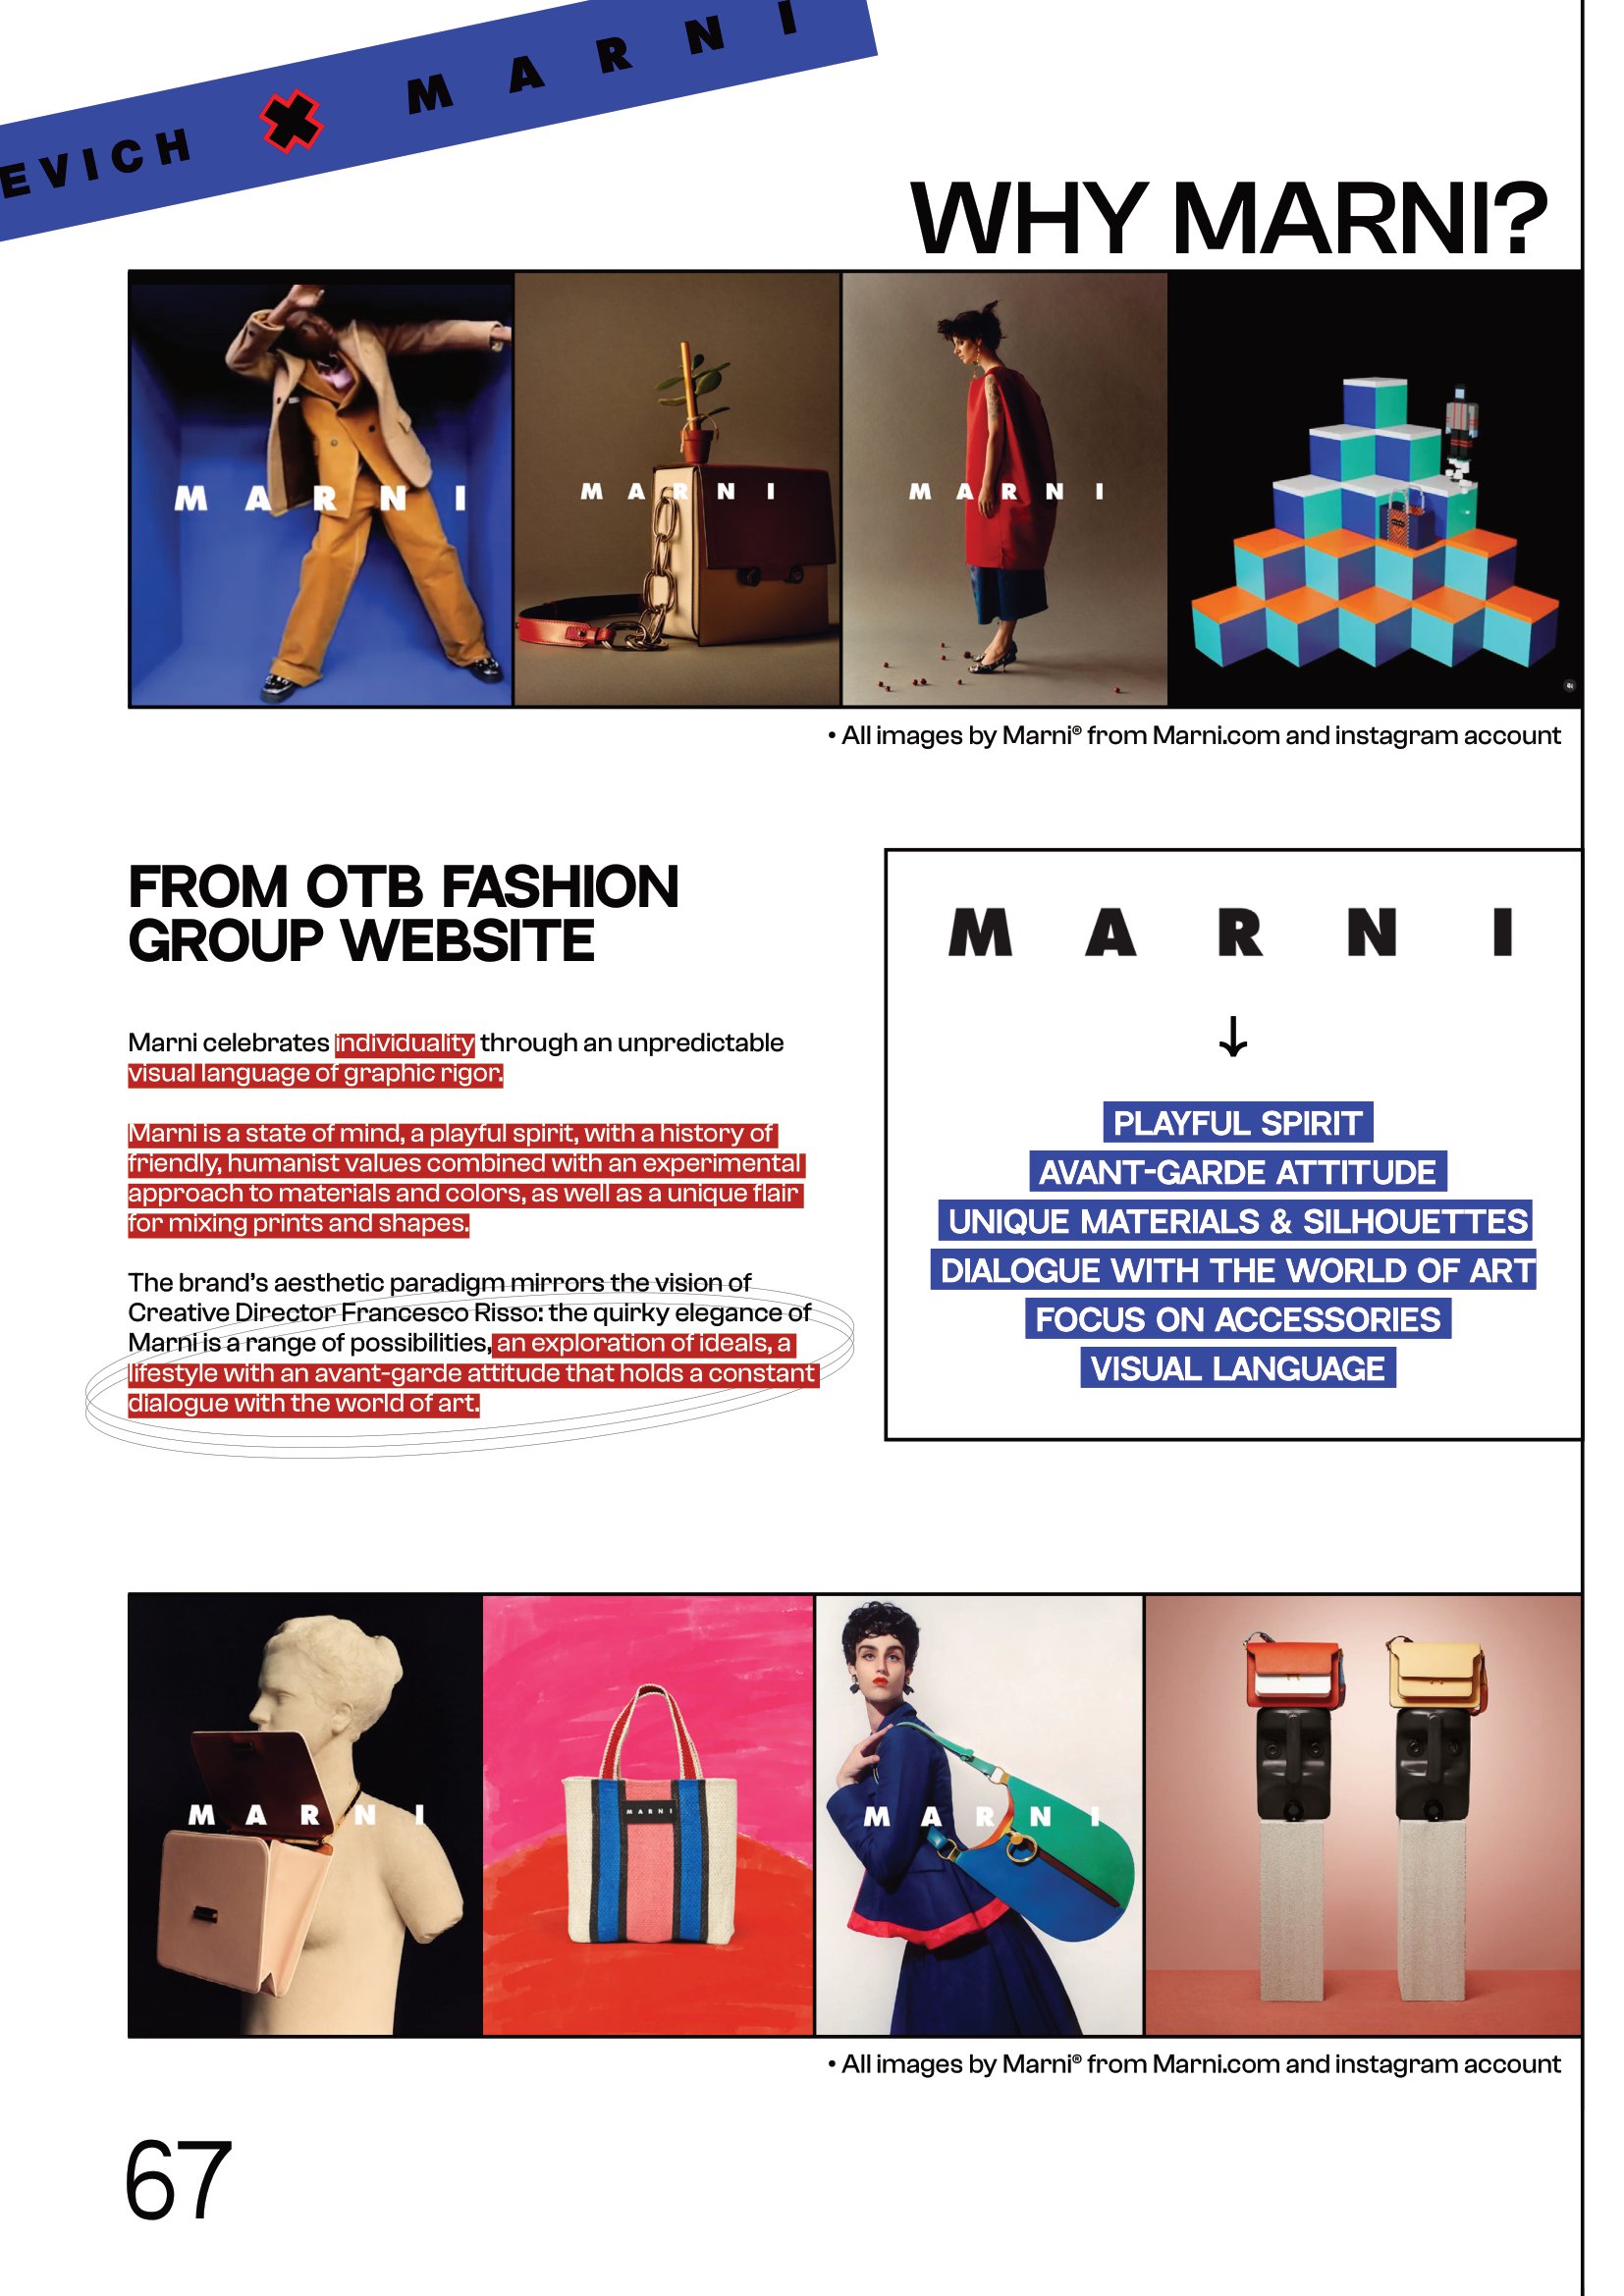 EVICH ✖ MARNI
WHY MARNI?
MARNI
MARNI
MARNI
• All images by Marni® from Marni.com and instagram account
FROM OTB FASHION
GROUP WEBSITE
Marni celebrates individuality through an unpredictable
visual language of graphic rigor.
Marni is a state of mind, a playful spirit, with a history of
friendly, humanist values combined with an experimental
approach to materials and colors, as well as a unique flair
for mixing prints and shapes.
The brand's aesthetic paradigm mirrors the vision of
Creative Director Francesco Risso: the quirky elegance of
Marni is a range of possibilities, an exploration of ideals, a
lifestyle with an avant-garde attitude that holds a constant
dialogue with the world of art.
MARNI
↓
PLAYFUL SPIRIT
AVANT-GARDE ATTITUDE
UNIQUE MATERIALS & SILHOUETTES
DIALOGUE WITH THE WORLD OF ART
FOCUS ON ACCESSORIES
VISUAL LANGUAGE
MARNI
MARNI
MARNI
• All images by Marni® from Marni.com and instagram account
67